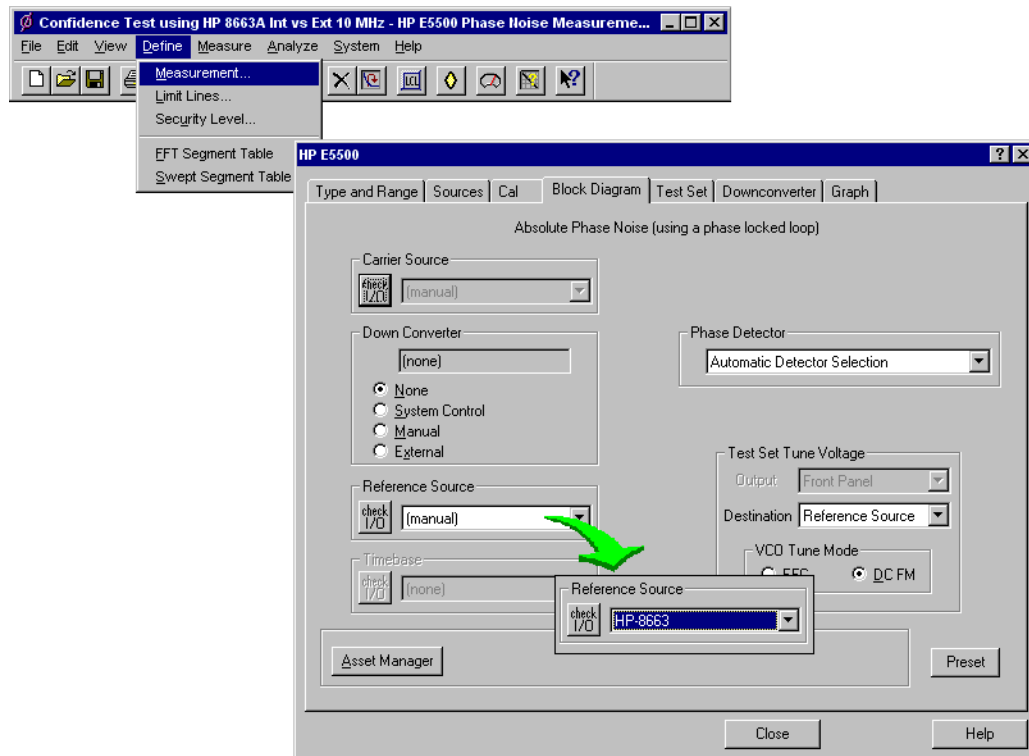 Confidence Test using HP 8663A Int vs Ext 10 MHz - HP E5500 Phase Noise Measureme...
File Edit View Define Measure Analyze System Help
Measurement...
Limit Lines...
Security Level...
FFT Segment Table
Swept Segment Table
HP E5500
Type and Range Sources Cal Block Diagram Test Set Downconverter Graph
Absolute Phase Noise (using a phase locked loop)
Carrier Source
check I/O (manual)
Down Converter
(none)
None
System Control
Manual
External
Phase Detector
Automatic Detector Selection
Reference Source
check I/O (manual)
Test Set Tune Voltage
Output Front Panel
Destination Reference Source
VCO Tune Mode
DC FM
Timebase
check I/O (none)
Reference Source
check I/O HP-8663
Asset Manager
Preset
Close Help